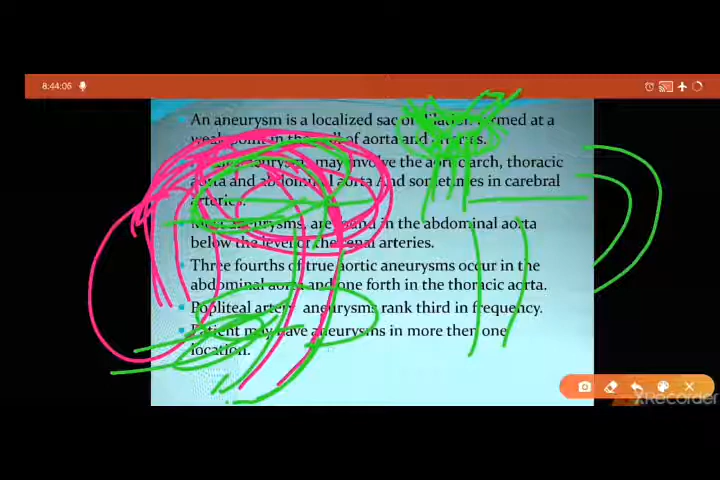 8:44:06
An aneurysm is a localized sac or dilation formed at a
weak point in the wall of aorta and arteries.
aneurysms may involve the aortic arch, thoracic
aorta and abdominal aorta And sometimes in carebral
arteries.
Most aneurysms, are found in the abdominal aorta
below the level of the renal arteries.
Three fourths of true aortic aneurysms occur in the
abdominal aorta and one forth in the thoracic aorta.
Popliteal artery aneurysms rank third in frequency.
Patient may have aneurysms in more then one
location.
XRecorder